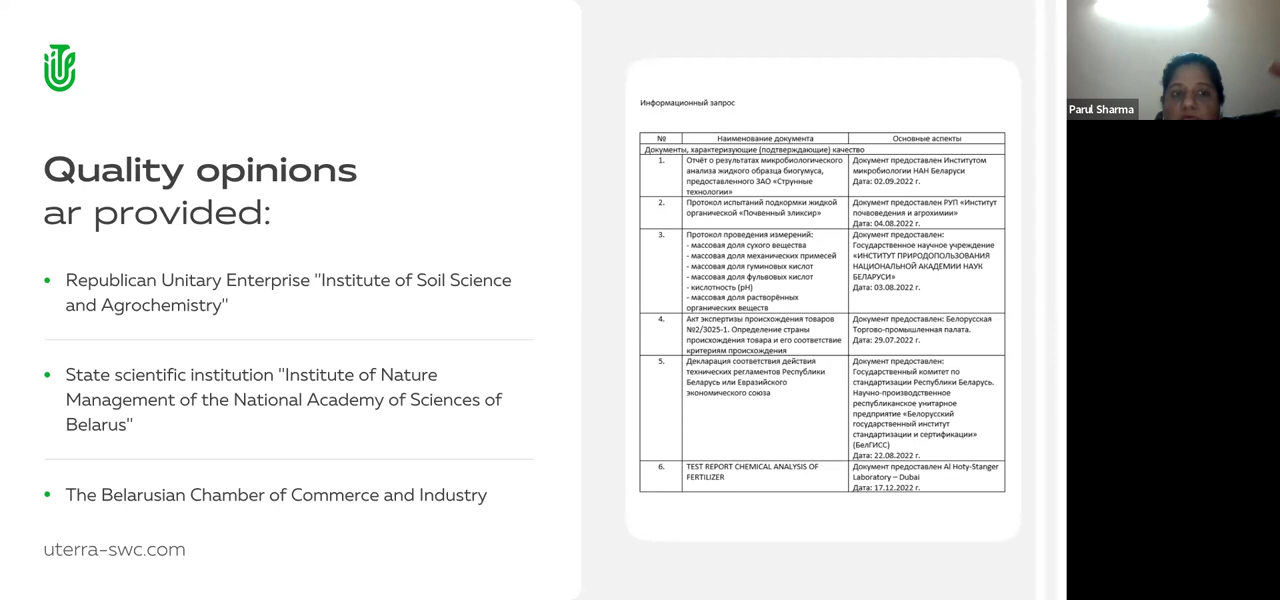 Quality opinions
ar provided:
• Republican Unitary Enterprise "Institute of Soil Science
and Agrochemistry"
• State scientific institution "Institute of Nature
Management of the National Academy of Sciences of
Belarus"
• The Belarusian Chamber of Commerce and Industry
uterra-swc.com
Информационный запрос
№ Наименование документа Основные аспекты
Документы, характеризующие (подтверждающие) качество
1. Отчёт о результатах микробиологического
анализа жидкого образца биогумуса,
предоставленного ЗАО «Струнные
технологии»
Документ предоставлен Институтом
микробиологии НАН Беларуси
Дата: 02.09.2022 г.
2. Протокол испытаний подкормки жидкой
органической «Почвенный эликсир»
Документ предоставлен РУП «Институт
почвоведения и агрохимии»
Дата: 04.08.2022 г.
3. Протокол проведения измерений:
- массовая доля сухого вещества
- массовая доля механических примесей
- массовая доля гуминовых кислот
- массовая доля фульвовых кислот
- кислотность (pH)
- массовая доля растворённых
органических веществ
Документ предоставлен:
Государственное научное учреждение
«ИНСТИТУТ ПРИРОДОПОЛЬЗОВАНИЯ
НАЦИОНАЛЬНОЙ АКАДЕМИИ НАУК
БЕЛАРУСИ»
Дата: 03.08.2022 г.
4. Акт экспертизы происхождения товаров
№2/3025-1. Определение страны
происхождения товара и его соответствие
критериям происхождения
Документ предоставлен: Белорусская
Торгово-промышленная палата.
Дата: 29.07.2022 г.
5. Декларация соответствия действия
технических регламентов Республики
Беларусь или Евразийского
экономического союза
Документ предоставлен:
Государственный комитет по
стандартизации Республики Беларусь.
Научно-производственное
республиканское унитарное
предприятие «Белорусский
государственный институт
стандартизации и сертификации»
(БелГИСС)
Дата: 22.08.2022 г.
6. TEST REPORT CHEMICAL ANALYSIS OF
FERTILIZER
Документ предоставлен Al Hoty-Stanger
Laboratory – Dubai
Дата: 17.12.2022 г.
Parul Sharma